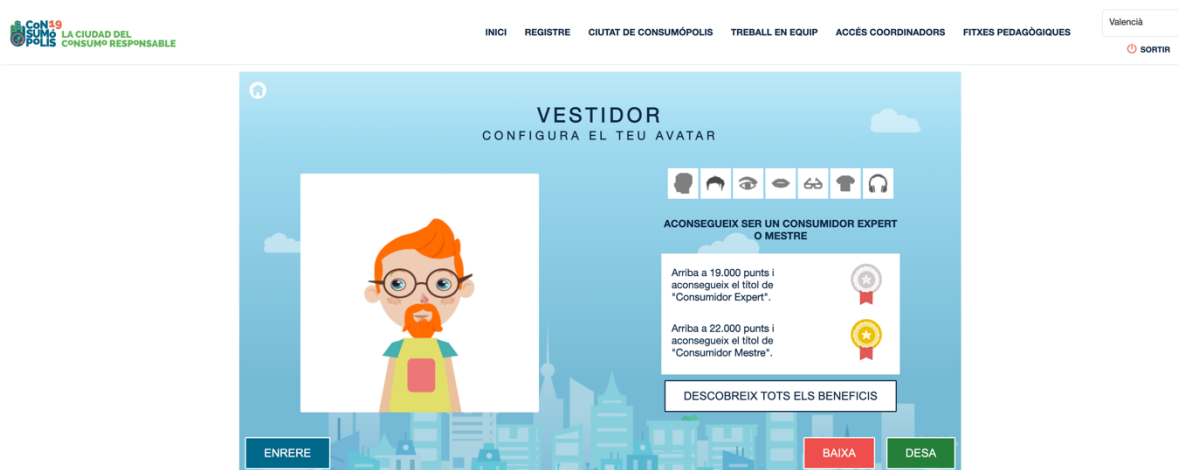 CONSUMÓPOLIS19
LA CIUDAD DEL
CONSUMO RESPONSABLE
INICI REGISTRE CIUTAT DE CONSUMÓPOLIS TREBALL EN EQUIP ACCÉS COORDINADORS FITXES PEDAGÒGIQUES
Valencià
SORTIR
VESTIDOR
CONFIGURA EL TEU AVATAR
ACONSEGUEIX SER UN CONSUMIDOR EXPERT
O MESTRE
Arriba a 19.000 punts i
aconsegueix el títol de
"Consumidor Expert".
Arriba a 22.000 punts i
aconsegueix el títol de
"Consumidor Mestre".
DESCOBREIX TOTS ELS BENEFICIS
ENRERE BAIXA DESA